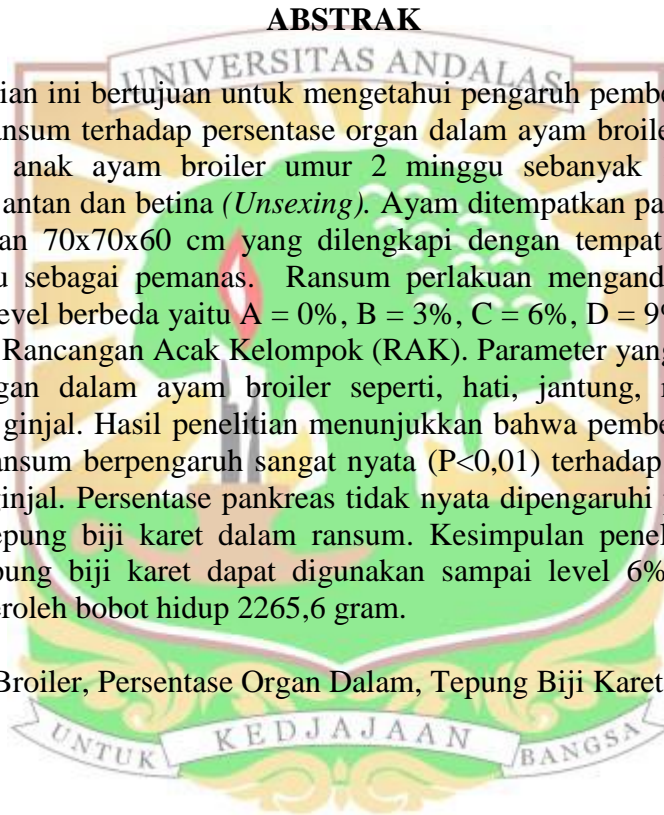 ABSTRAK
UNIVERSITAS ANDALAS
ian ini bertujuan untuk mengetahui pengaruh pembe
ansum terhadap persentase organ dalam ayam broile
anak ayam broiler umur 2 minggu sebanyak
antan dan betina (Unsexing). Ayam ditempatkan pa
an 70x70x60 cm yang dilengkapi dengan tempat
u sebagai pemanas. Ransum perlakuan mengand
evel berbeda yaitu A = 0%, B = 3%, C = 6%, D = 9%
Rancangan Acak Kelompok (RAK). Parameter yang
gan dalam ayam broiler seperti, hati, jantung,
ginjal. Hasil penelitian menunjukkan bahwa pembe
ansum berpengaruh sangat nyata (P<0,01) terhadap
ginjal. Persentase pankreas tidak nyata dipengaruhi
epung biji karet dalam ransum. Kesimpulan penel
pung biji karet dapat digunakan sampai level 6%
eroleh bobot hidup 2265,6 gram.
Broiler, Persentase Organ Dalam, Tepung Biji Karet
UNTUK KEDJAJAAN BANGSA